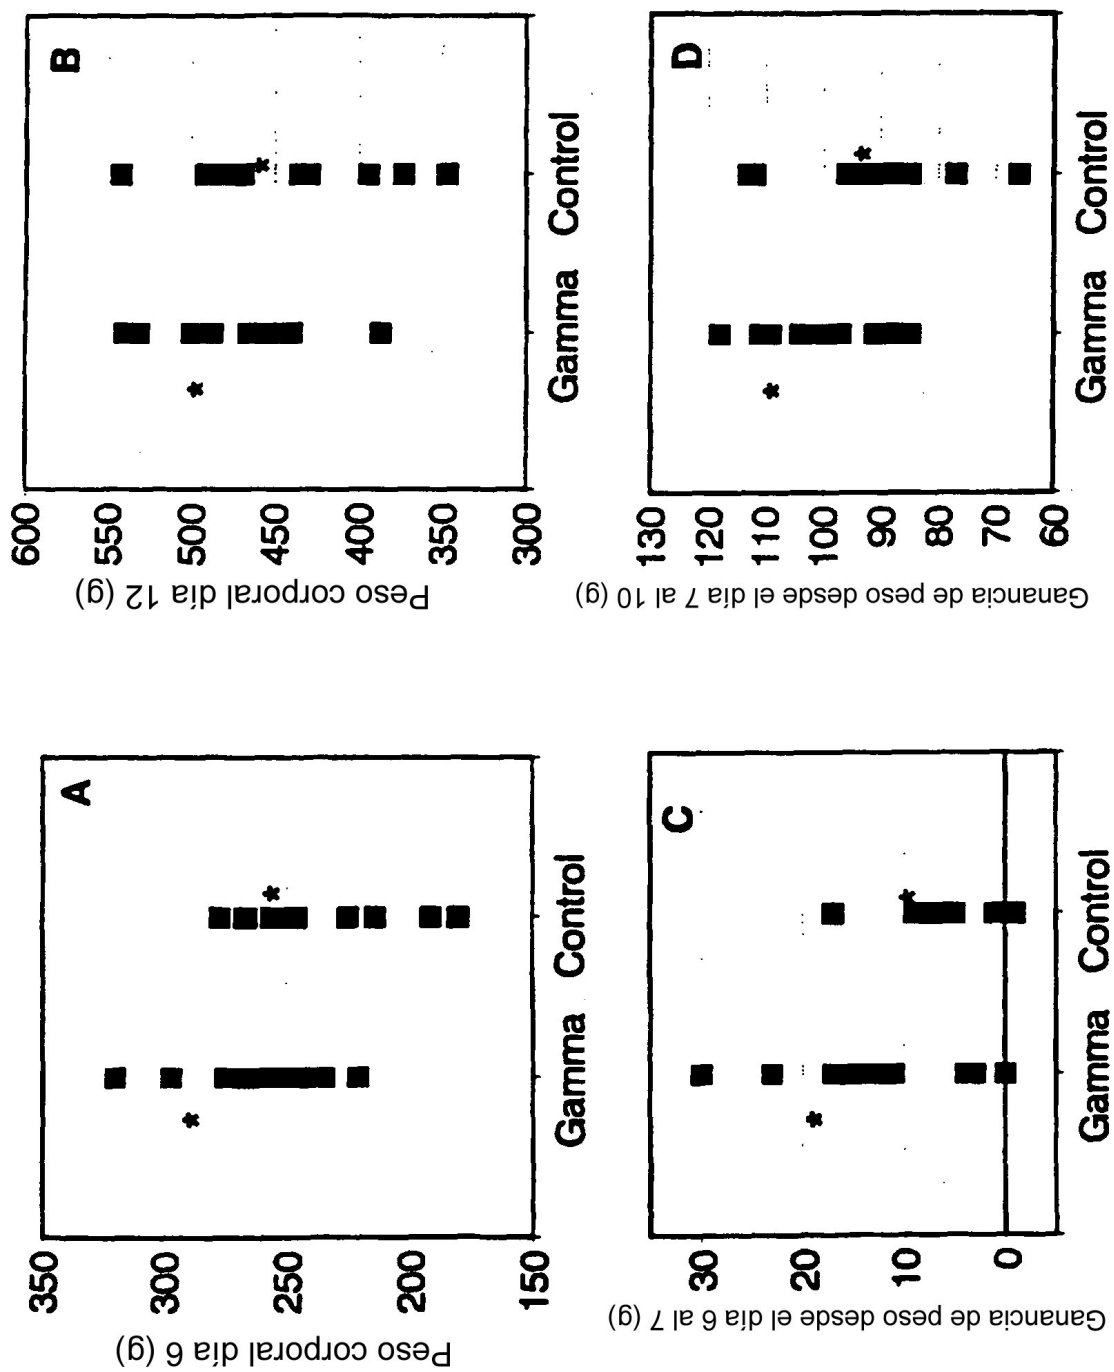 A
Peso corporal día 6 (g)
350
300
250
200
150
Gamma Control
B
Peso corporal día 12 (g)
600
550
500
450
400
350
300
Gamma Control
C
Ganancia de peso desde el día 6 al 7 (g)
30
20
10
0
Gamma Control
D
Ganancia de peso desde el día 7 al 10 (g)
130
120
110
100
90
80
70
60
Gamma Control